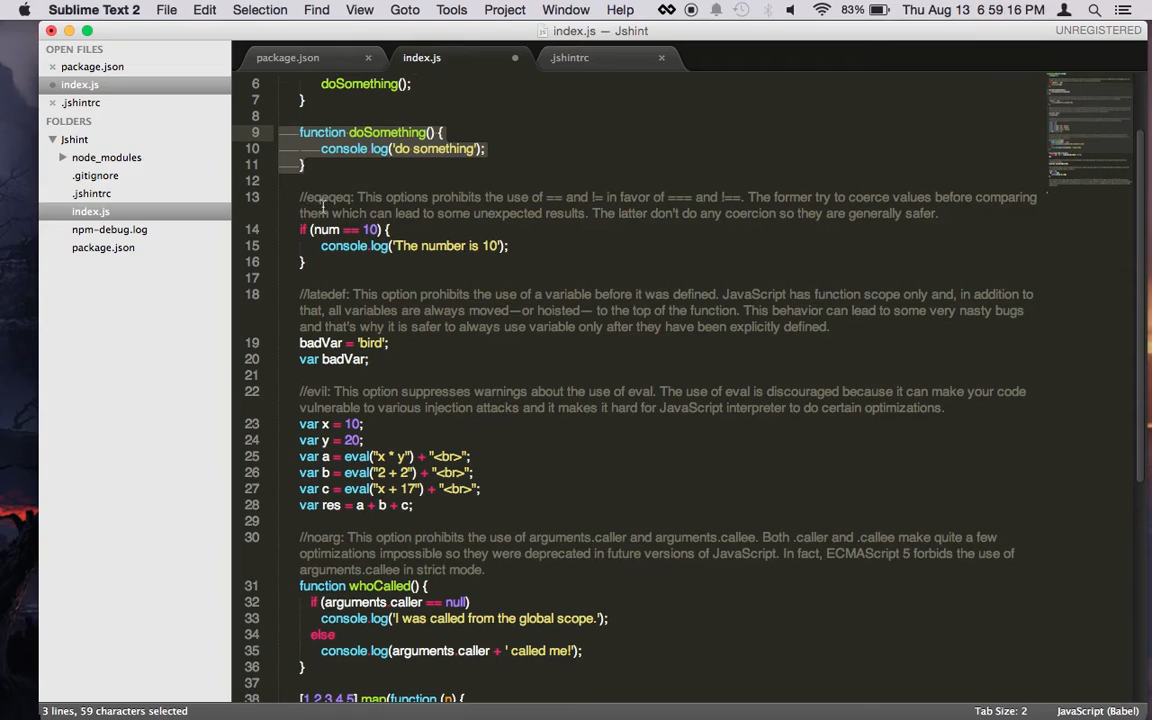 Sublime Text 2 File Edit Selection Find View Goto Tools Project Window Help 83% Thu Aug 13 6:59:16 PM
index.js — Jshint UNREGISTERED
OPEN FILES
package.json
index.js
.jshintrc
FOLDERS
Jshint
node_modules
.gitignore
.jshintrc
index.js
npm-debug.log
package.json
package.json index.js .jshintrc
6 doSomething();
7 }
8
9 function doSomething() {
10 console.log('do something');
11 }
12
13 //eqeqeq: This options prohibits the use of == and != in favor of === and !==. The former try to coerce values before comparing
them which can lead to some unexpected results. The latter don't do any coercion so they are generally safer.
14 if (num == 10) {
15 console.log('The number is 10');
16 }
17
18 //latedef: This option prohibits the use of a variable before it was defined. JavaScript has function scope only and, in addition to
that, all variables are always moved—or hoisted— to the top of the function. This behavior can lead to some very nasty bugs
and that's why it is safer to always use variable only after they have been explicitly defined.
19 badVar = 'bird';
20 var badVar;
21
22 //evil: This option suppresses warnings about the use of eval. The use of eval is discouraged because it can make your code
vulnerable to various injection attacks and it makes it hard for JavaScript interpreter to do certain optimizations.
23 var x = 10;
24 var y = 20;
25 var a = eval("x * y") + "<br>";
26 var b = eval("2 + 2") + "<br>";
27 var c = eval("x + 17") + "<br>";
28 var res = a + b + c;
29
30 //noarg: This option prohibits the use of arguments.caller and arguments.callee. Both .caller and .callee make quite a few
optimizations impossible so they were deprecated in future versions of JavaScript. In fact, ECMAScript 5 forbids the use of
arguments.callee in strict mode.
31 function whoCalled() {
32 if (arguments.caller == null)
33 console.log('I was called from the global scope.');
34 else
35 console.log(arguments.caller + ' called me!');
36 }
37
38 [1,2,3,4,5].map(function (n) {
3 lines, 59 characters selected Tab Size: 2 JavaScript (Babel)